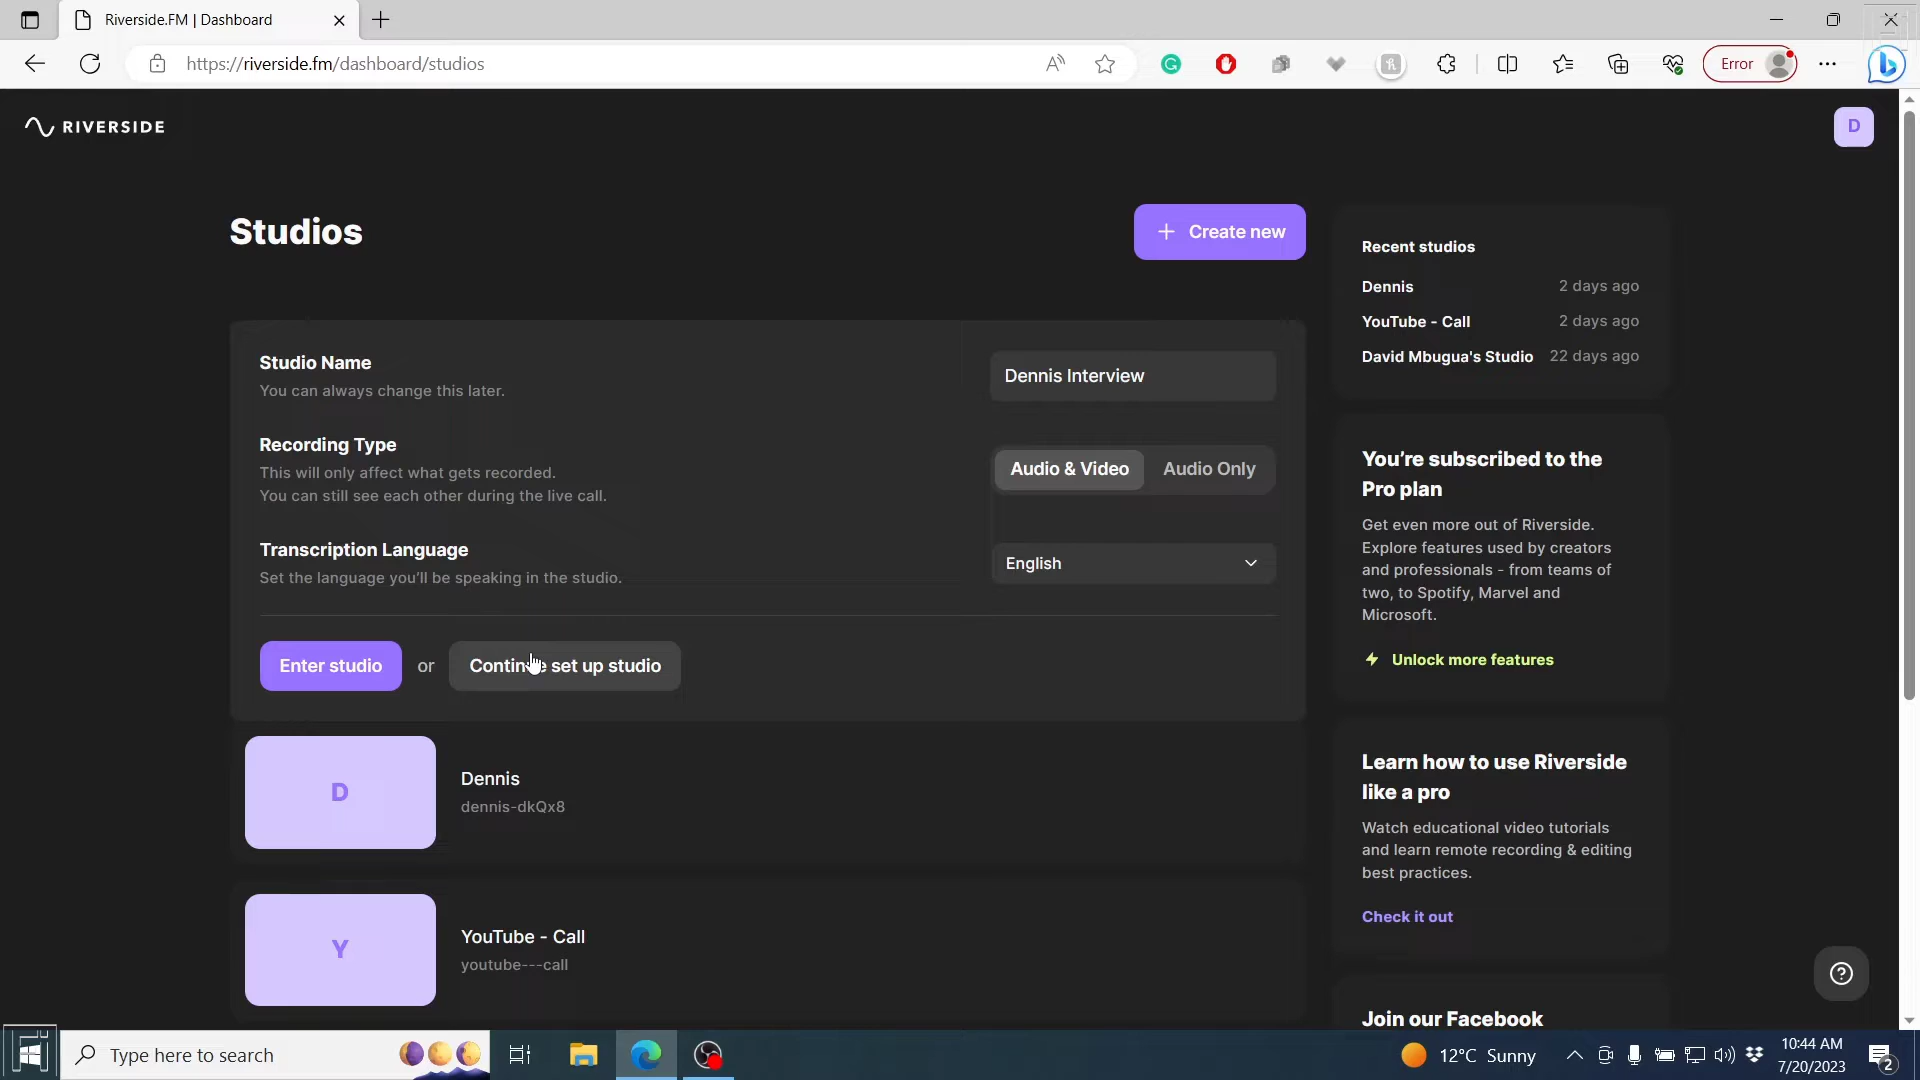 Riverside.FM | Dashboard
https://riverside.fm/dashboard/studios
Error
RIVERSIDE
D
Studios
Create new
Studio Name
You can always change this later.
Dennis Interview
Recording Type
This will only affect what gets recorded.
You can still see each other during the live call.
Audio & Video
Audio Only
Transcription Language
Set the language you'll be speaking in the studio.
English
Enter studio
or
Continue set up studio
D
Dennis
dennis-dkQx8
Y
YouTube - Call
youtube---call
Recent studios
Dennis 2 days ago
YouTube - Call 2 days ago
David Mbugua's Studio 22 days ago
You're subscribed to the
Pro plan
Get even more out of Riverside.
Explore features used by creators
and professionals - from teams of
two, to Spotify, Marvel and
Microsoft.
Unlock more features
Learn how to use Riverside
like a pro
Watch educational video tutorials
and learn remote recording & editing
best practices.
Check it out
Join our Facebook
Type here to search
12°C Sunny
10:44 AM
7/20/2023
2